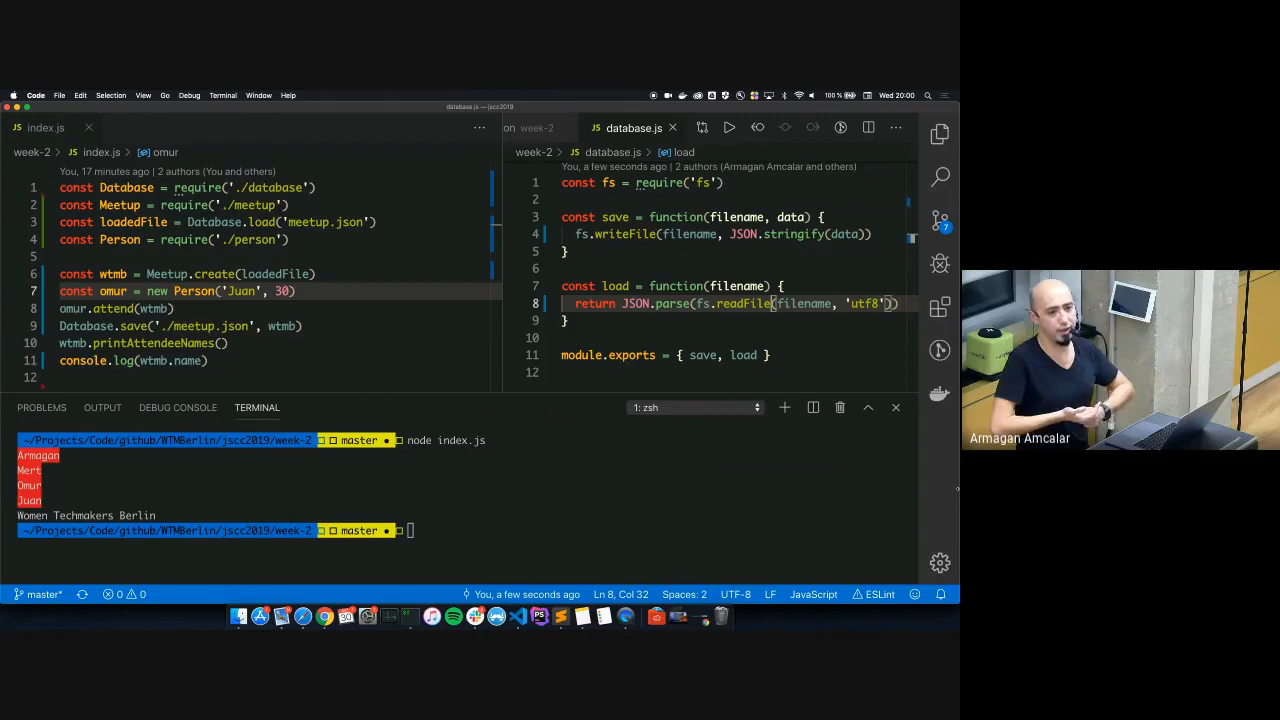 Code File Edit Selection View Go Debug Terminal Window Help
100 % Wed 20:00
database.js — jscc2019
JS index.js
week-2 > JS index.js > omur
You, 17 minutes ago | 2 authors (You and others)
1 const Database = require('./database')
2 const Meetup = require('./meetup')
3 const loadedFile = Database.load('meetup.json')
4 const Person = require('./person')
5
6 const wtmb = Meetup.create(loadedFile)
7 const omur = new Person('Juan', 30)
8 omur.attend(wtmb)
9 Database.save('./meetup.json', wtmb)
10 wtmb.printAttendeeNames()
11 console.log(wtmb.name)
12
on week-2 JS database.js
week-2 > JS database.js > load
You, a few seconds ago | 2 authors (Armagan Amcalar and others)
1 const fs = require('fs')
2
3 const save = function(filename, data) {
4 fs.writeFile(filename, JSON.stringify(data))
5 }
6
7 const load = function(filename) {
8 return JSON.parse(fs.readFile(filename, 'utf8'))
9 }
10
11 module.exports = { save, load }
12
7
PROBLEMS OUTPUT DEBUG CONSOLE TERMINAL 1: zsh
~/Projects/Code/github/WTMBerlin/jscc2019/week-2 master ● node index.js
Armagan
Mert
Omur
Juan
Women Techmakers Berlin
~/Projects/Code/github/WTMBerlin/jscc2019/week-2 master ●
master* 0 0 You, a few seconds ago Ln 8, Col 32 Spaces: 2 UTF-8 LF JavaScript ESLint
30
PS
Armagan Amcalar